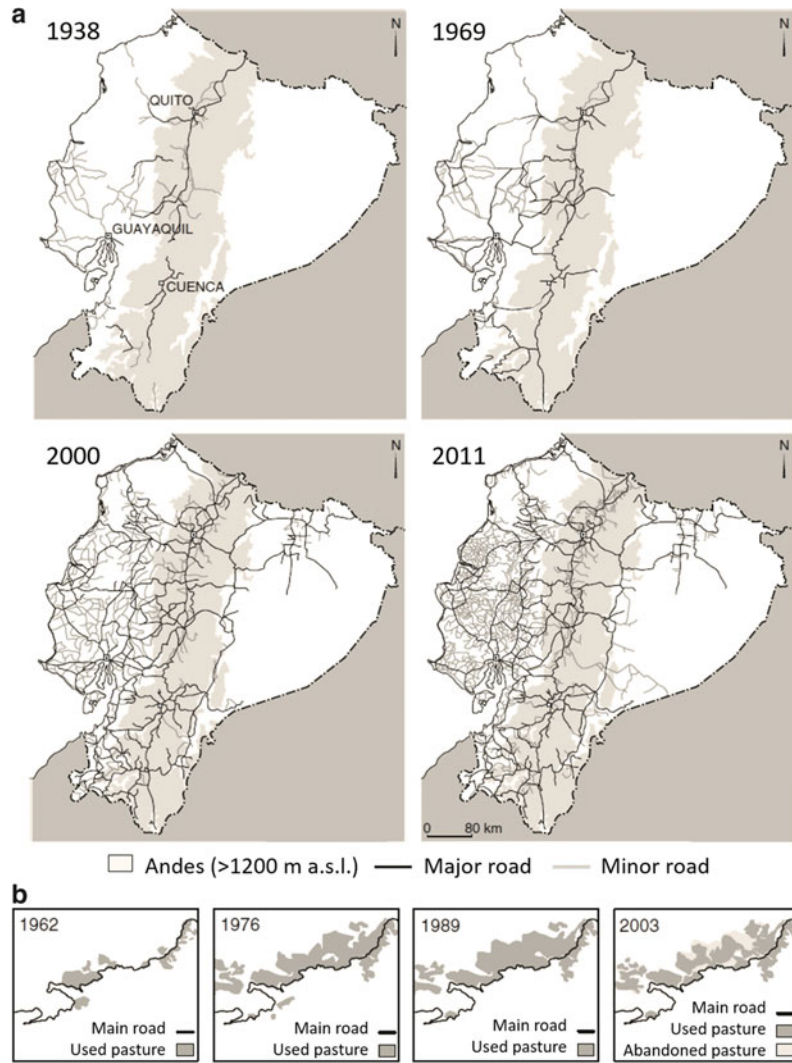 a
1938
N
QUITO
GUAYAQUIL
CUENCA
1969
N
2000
N
2011
N
0 80 km
Andes (>1200 m a.s.l.) Major road Minor road
b
1962
Main road
Used pasture
1976
Main road
Used pasture
1989
Main road
Used pasture
2003
Main road
Used pasture
Abandoned pasture